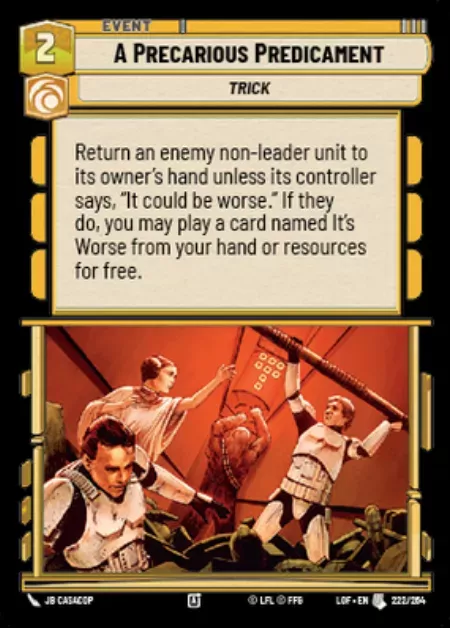 EVENT
2
A PRECARIOUS PREDICAMENT
TRICK
Return an enemy non-leader unit to
its owner's hand unless its controller
says, “It could be worse.” If they
do, you may play a card named It's
Worse from your hand or resources
for free.
JB CASACOP
A
© LFL © FFG
LOF • EN
222/264